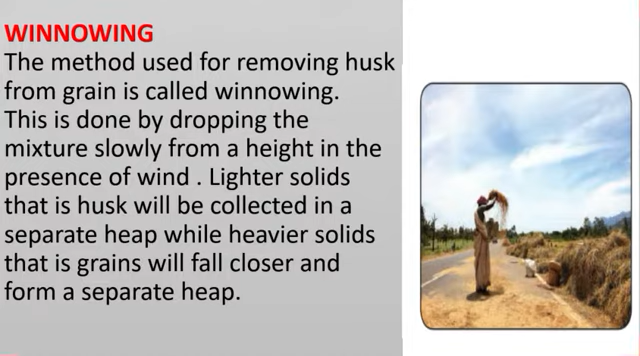 WINNOWING
The method used for removing husk
from grain is called winnowing.
This is done by dropping the
mixture slowly from a height in the
presence of wind . Lighter solids
that is husk will be collected in a
separate heap while heavier solids
that is grains will fall closer and
form a separate heap.